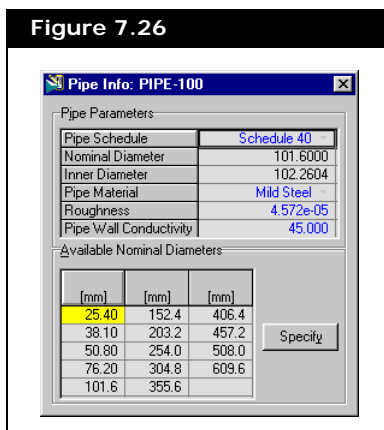 Figure 7.26
Pipe Info: PIPE-100
Pipe Parameters
Pipe Schedule Schedule 40
Nominal Diameter 101.6000
Inner Diameter 102.2604
Pipe Material Mild Steel
Roughness 4.572e-05
Pipe Wall Conductivity 45.000
Available Nominal Diameters
[mm] [mm] [mm]
25.40 152.4 406.4
38.10 203.2 457.2
50.80 254.0 508.0
76.20 304.8 609.6
101.6 355.6
Specify